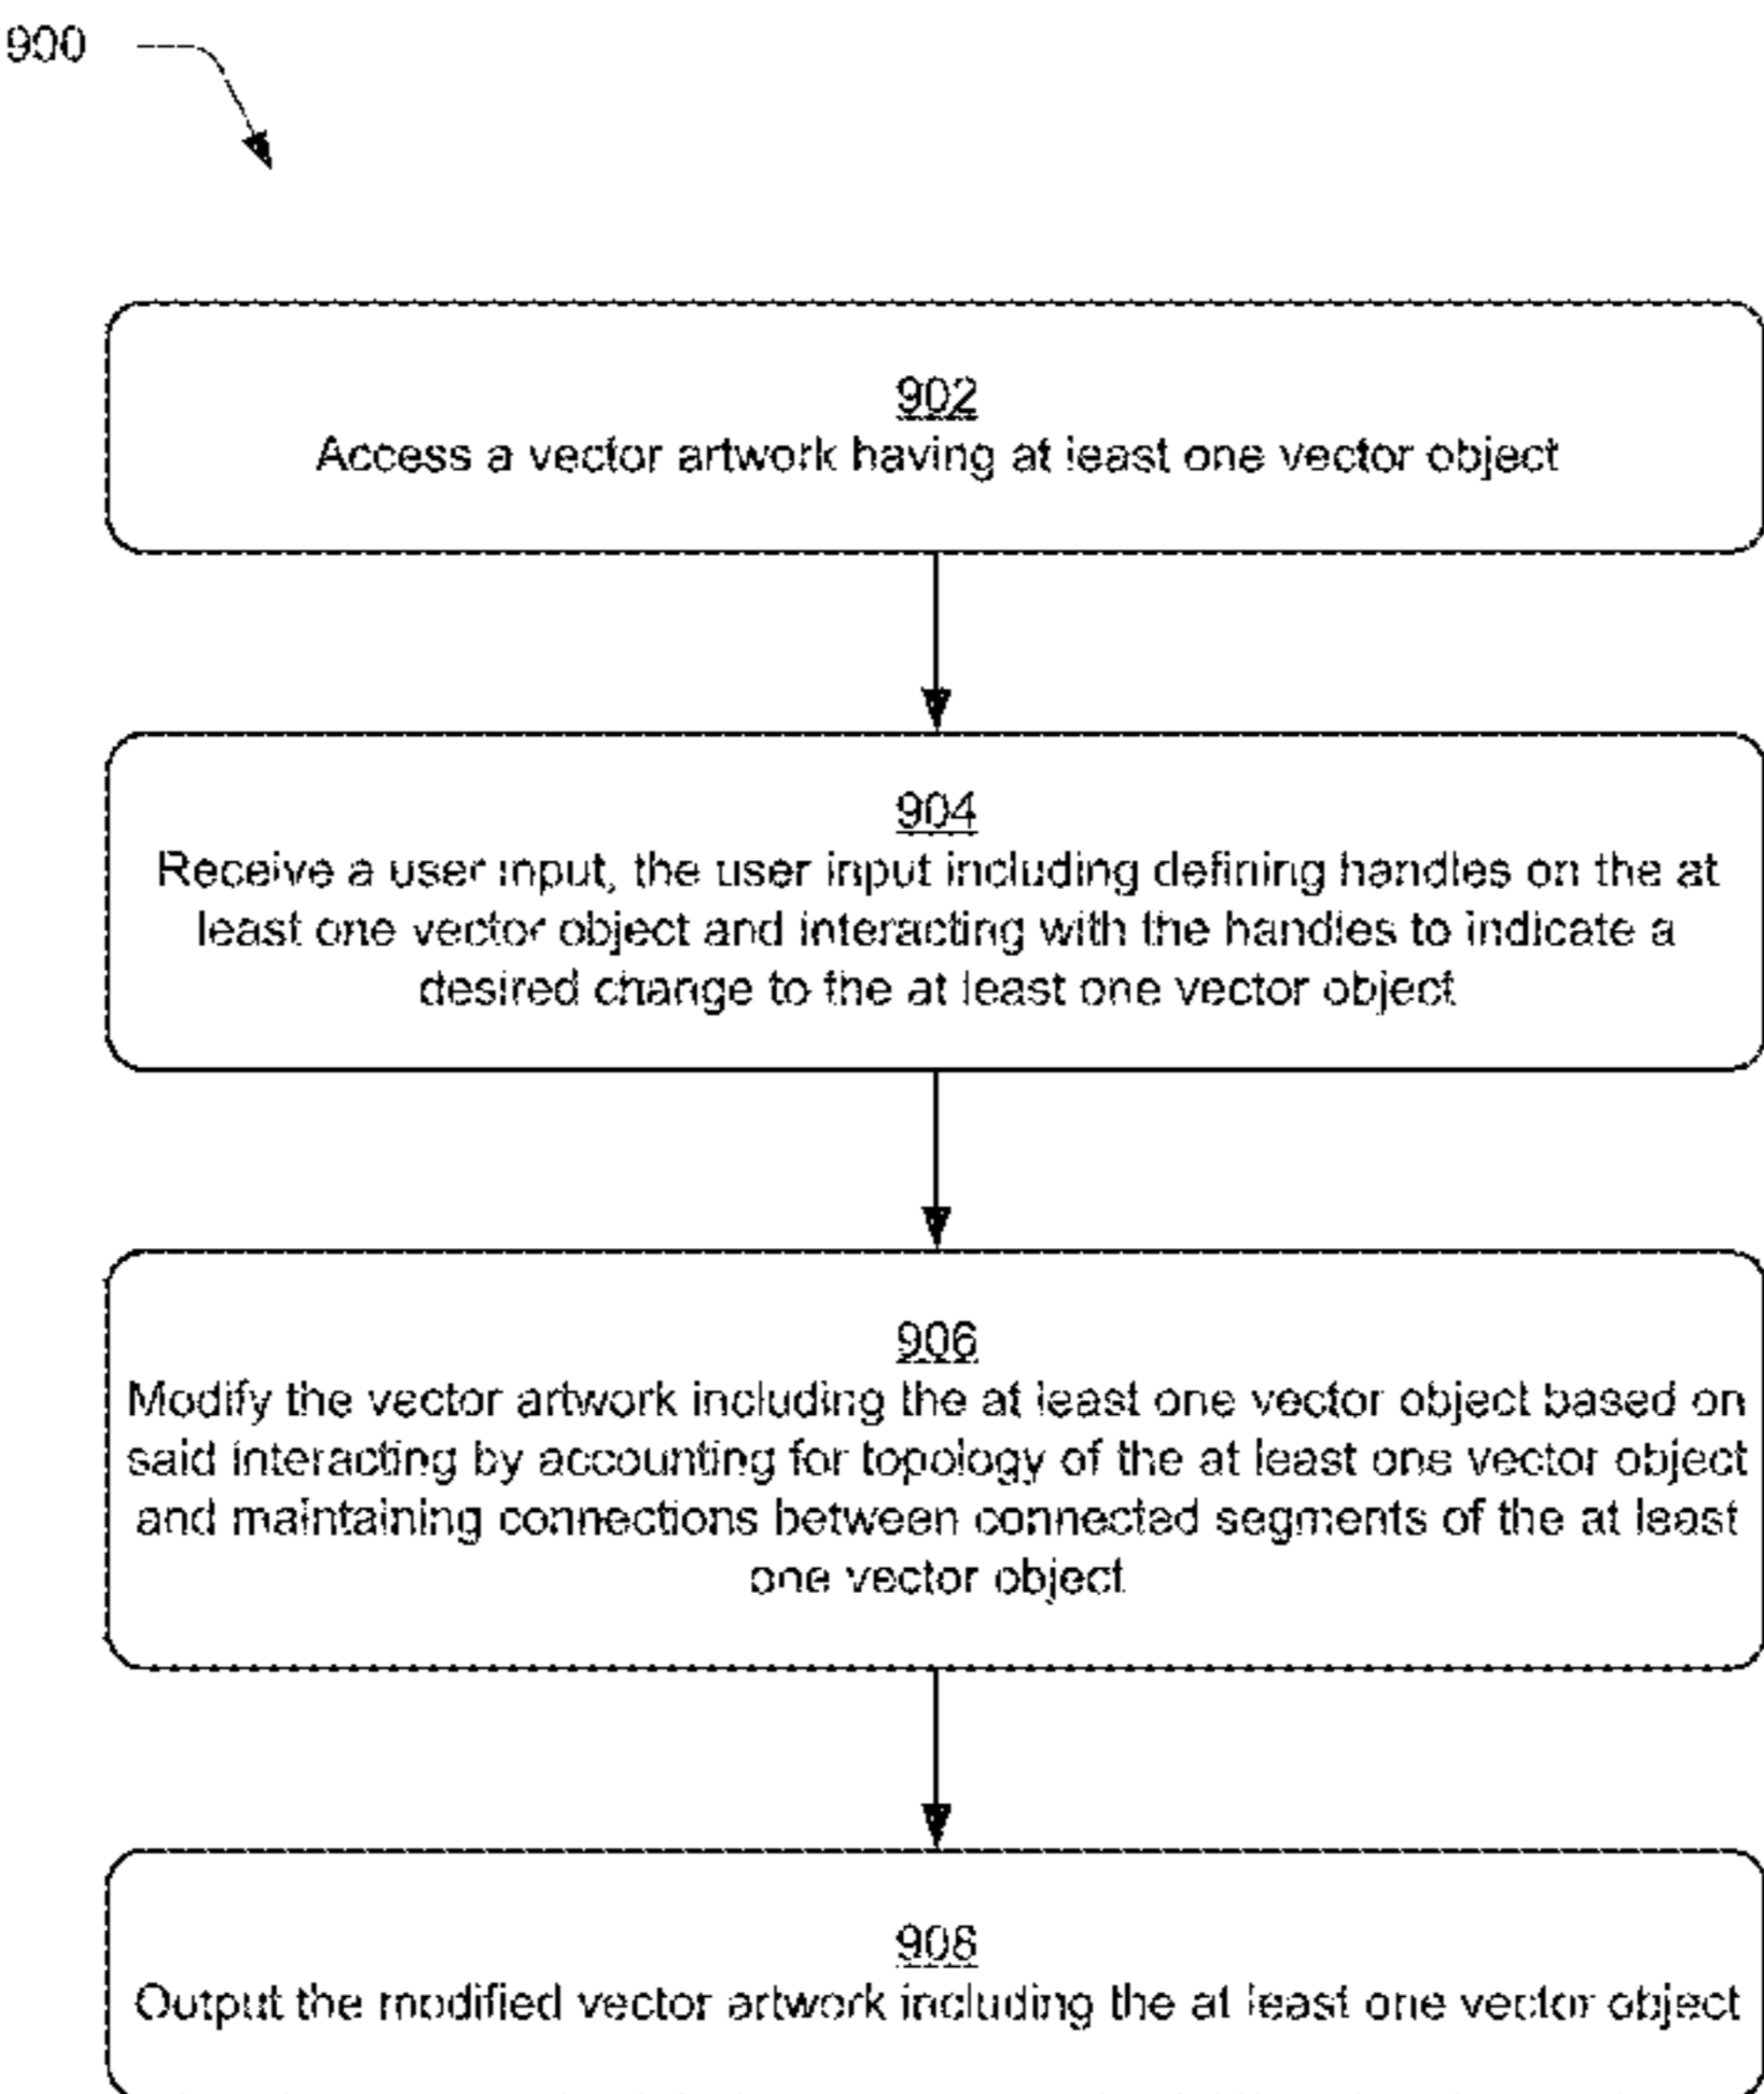 900
902
Access a vector artwork having at least one vector object
904
Receive a user input, the user input including defining handles on the at
least one vector object and interacting with the handles to indicate a
desired change to the at least one vector object
906
Modify the vector artwork including the at least one vector object based on
said interacting by accounting for topology of the at least one vector object
and maintaining connections between connected segments of the at least
one vector object
908
Output the modified vector artwork including the at least one vector object